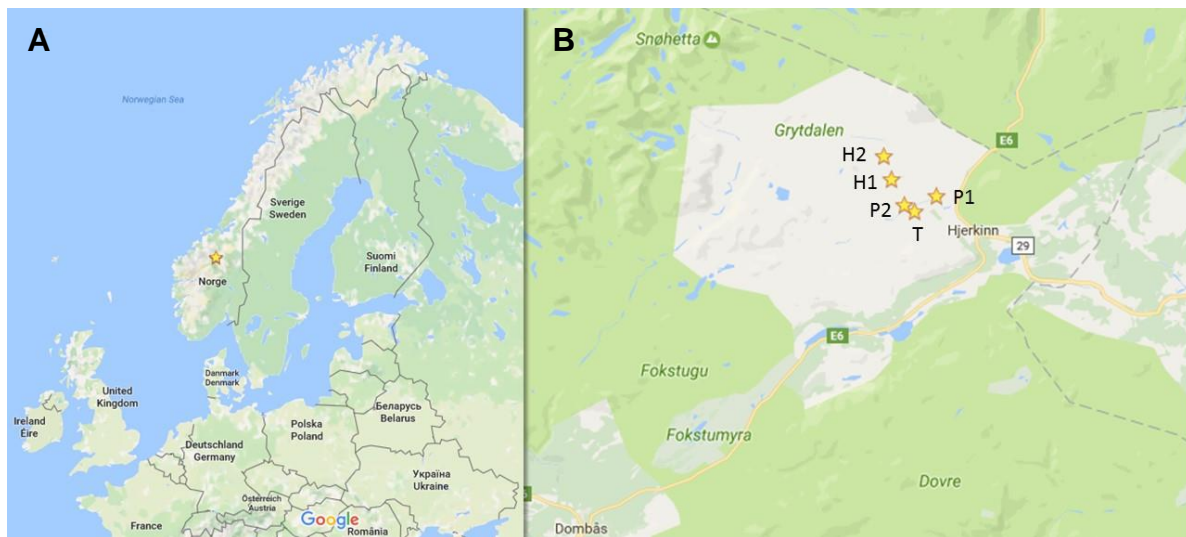 A
Norwegian Sea
Sverige
Sweden
Suomi
Finland
Norge
Danmark
Denmark
United
Kingdom
Ireland
Éire
Беларусь
Belarus
Polska
Poland
Deutschland
Germany
Україна
Ukraine
Österreich
Austria
France
Google
România
B
Snøhetta
Grytdalen
E6
H2
H1
P2
P1
T
Hjerkinn
29
E6
Fokstugu
Fokstumyra
Dovre
Dombås